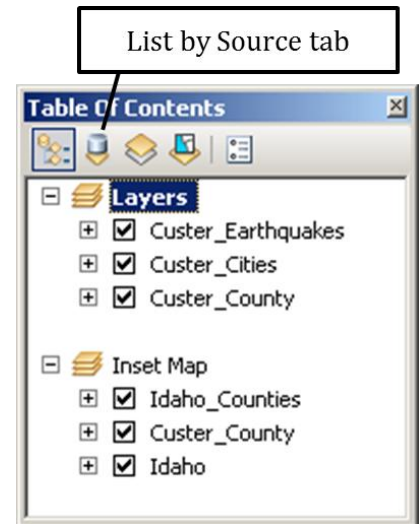 List by Source tab
Table Of Contents
Layers
Custer_Earthquakes
Custer_Cities
Custer_County
Inset Map
Idaho_Counties
Custer_County
Idaho